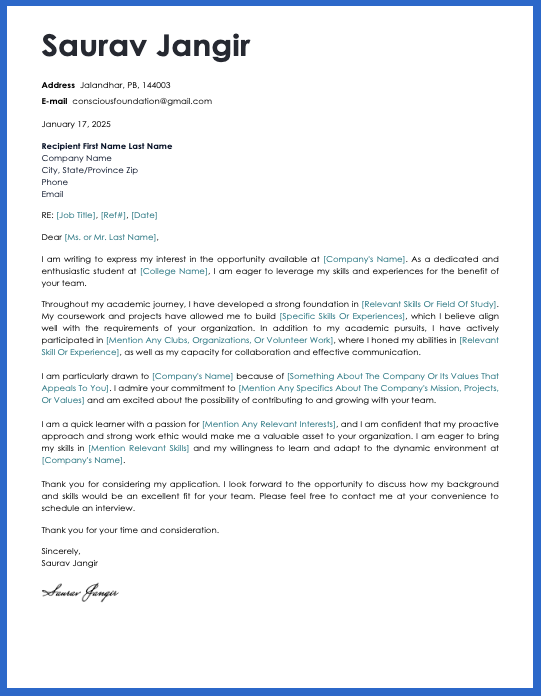 Saurav Jangir
Address Jalandhar, PB, 144003
E-mail consciousfoundation@gmail.com
January 17, 2025
Recipient First Name Last Name
Company Name
City, State/Province Zip
Phone
Email
RE: [Job Title], [Ref#], [Date]
Dear [Ms. or Mr. Last Name],
I am writing to express my interest in the opportunity available at [Company's Name]. As a dedicated and
enthusiastic student at [College Name], I am eager to leverage my skills and experiences for the benefit of
your team.
Throughout my academic journey, I have developed a strong foundation in [Relevant Skills Or Field Of Study].
My coursework and projects have allowed me to build [Specific Skills Or Experiences], which I believe align
well with the requirements of your organization. In addition to my academic pursuits, I have actively
participated in [Mention Any Clubs, Organizations, Or Volunteer Work], where I honed my abilities in [Relevant
Skill Or Experience], as well as my capacity for collaboration and effective communication.
I am particularly drawn to [Company's Name] because of [Something About The Company Or Its Values That
Appeals To You]. I admire your commitment to [Mention Any Specifics About The Company's Mission, Projects,
Or Values] and am excited about the possibility of contributing to and growing with your team.
I am a quick learner with a passion for [Mention Any Relevant Interests], and I am confident that my proactive
approach and strong work ethic would make me a valuable asset to your organization. I am eager to bring
my skills in [Mention Relevant Skills] and my willingness to learn and adapt to the dynamic environment at
[Company's Name].
Thank you for considering my application. I look forward to the opportunity to discuss how my background
and skills would be an excellent fit for your team. Please feel free to contact me at your convenience to
schedule an interview.
Thank you for your time and consideration.
Sincerely,
Saurav Jangir
Saurav Jangir